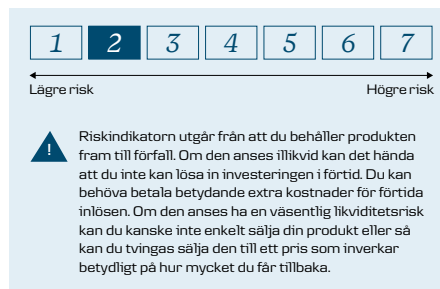 1 2 3 4 5 6 7
Lägre risk Högre risk
! Riskindikatorn utgår från att du behåller produkten
fram till förfall. Om den anses illikvid kan det hända
att du inte kan lösa in investeringen i förtid. Du kan
behöva betala betydande extra kostnader för förtida
inlösen. Om den anses ha en väsentlig likviditetsrisk
kan du kanske inte enkelt sälja din produkt eller så
kan du tvingas sälja den till ett pris som inverkar
betydligt på hur mycket du får tillbaka.